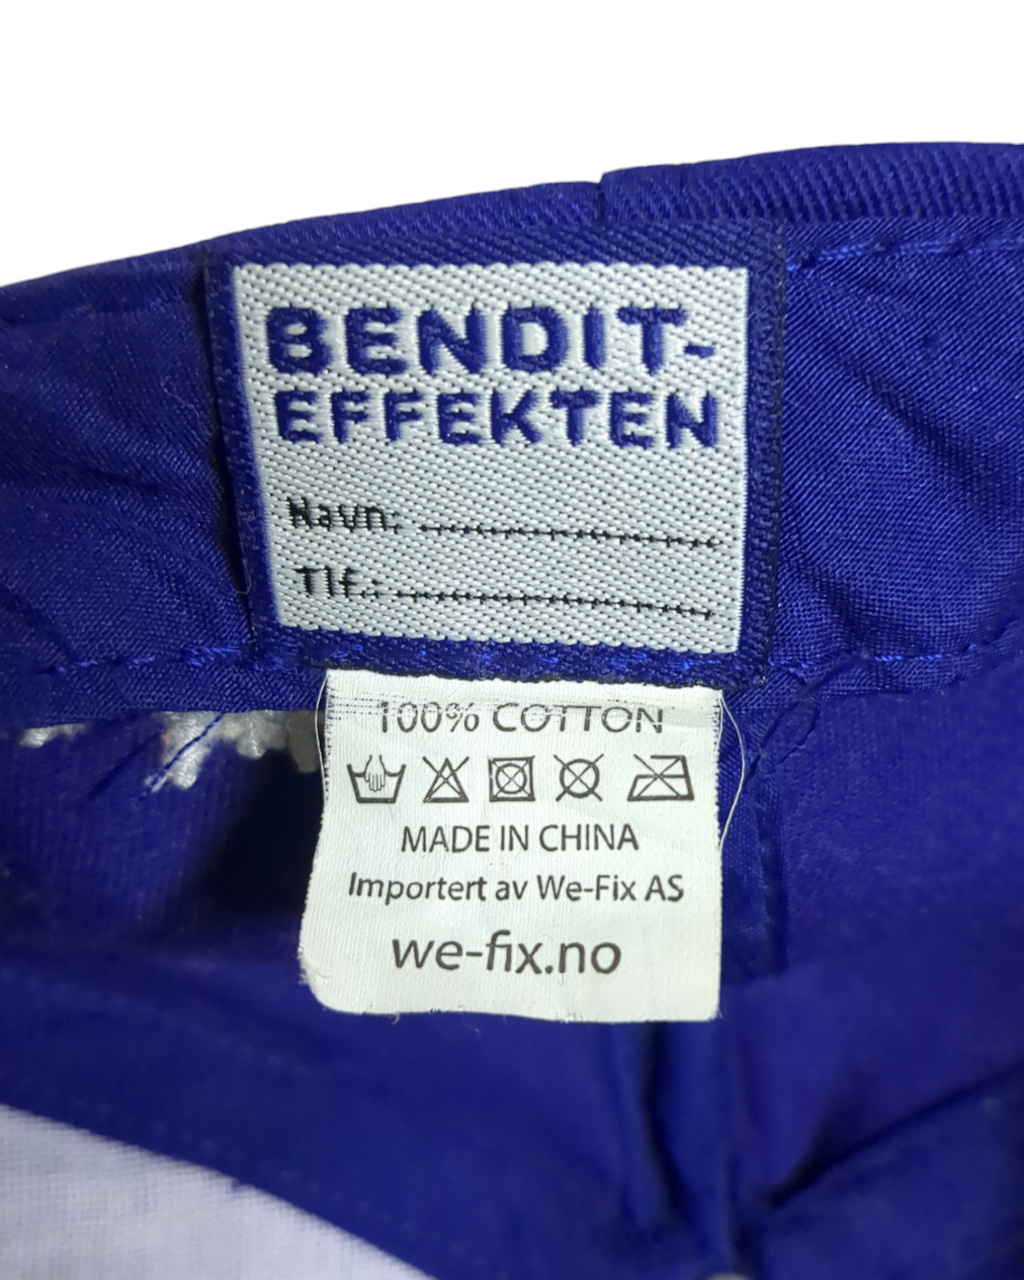 BENDIT-
EFFEKTEN
Navn:
Tlf.:
100% COTTON
MADE IN CHINA
Importert av We-Fix AS
we-fix.no